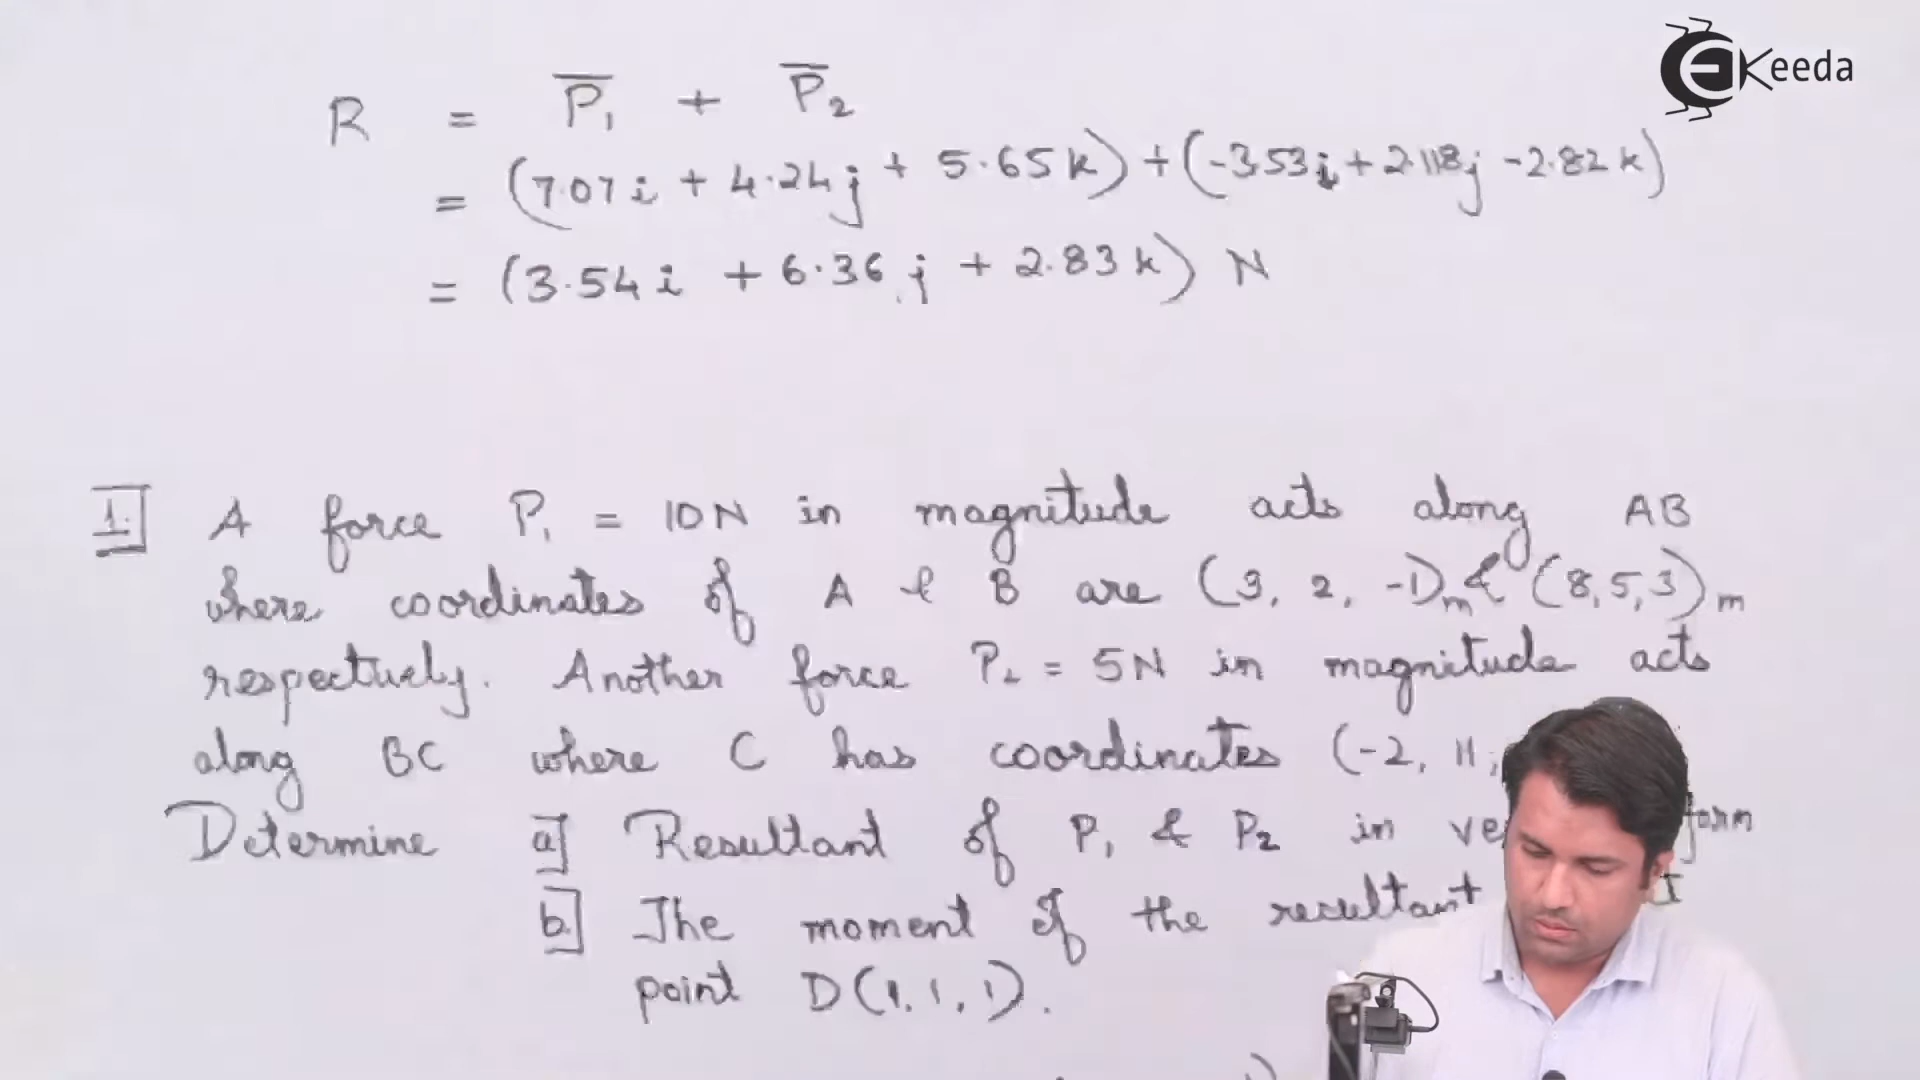 EKeeda
R = P̅₁ + P̅₂
= (7.07i + 4.24j + 5.65k) + (-3.53i + 2.118j - 2.82k)
= (3.54i + 6.36j + 2.83k) N
1. A force P₁ = 10N in magnitude acts along AB
where coordinates of A & B are (3, 2, -1)m & (8,5,3)m
respectively. Another force P₂ = 5N in magnitude acts
along BC where C has coordinates (-2, 11,
Determine a] Resultant of P₁ & P₂ in form
b] The moment of the resultant
point D(1,1,1).